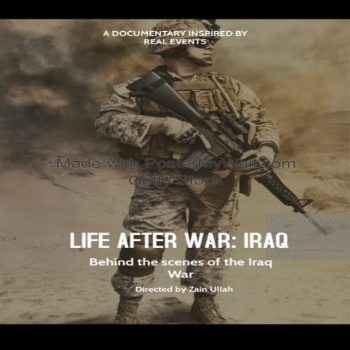 A DOCUMENTARY INSPIRED BY
REAL EVENTS
Made with PosterMyWall.com
LIFE AFTER WAR: IRAQ
Behind the scenes of the Iraq
War
Directed by Zain Ullah